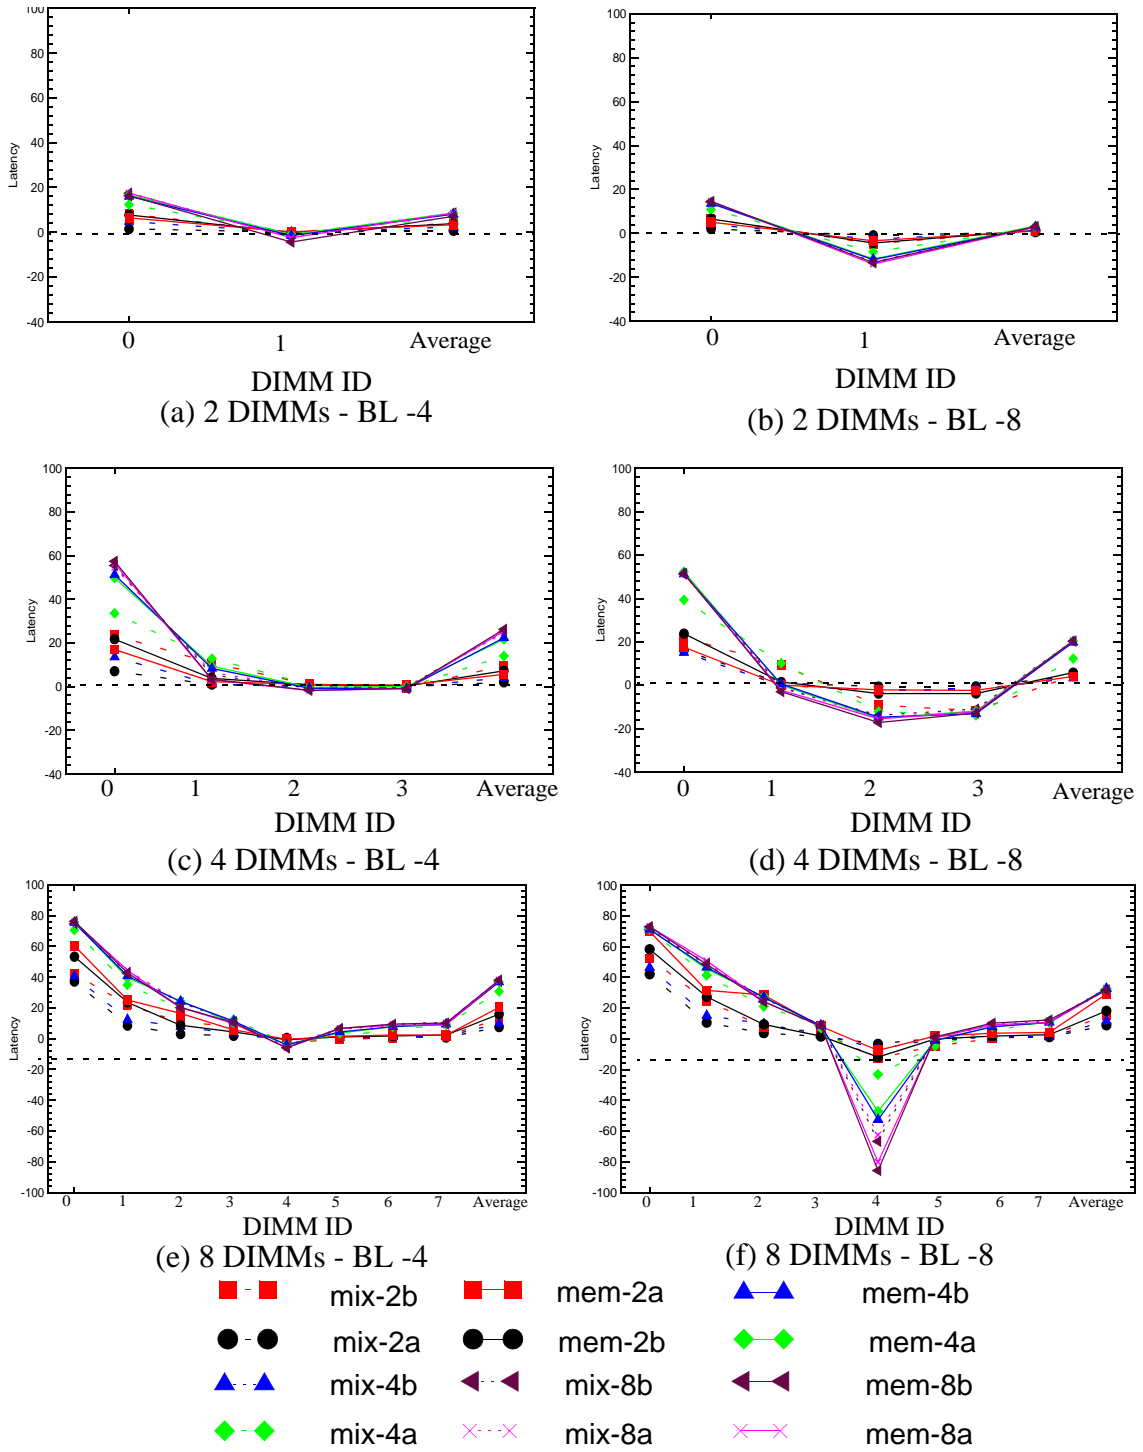 100
80
60
40
20
0
-20
-40
Latency
0 1 Average
DIMM ID
(a) 2 DIMMs - BL -4
100
80
60
40
20
0
-20
-40
Latency
0 1 Average
DIMM ID
(b) 2 DIMMs - BL -8
100
80
60
40
20
0
-20
-40
Latency
0 1 2 3 Average
DIMM ID
(c) 4 DIMMs - BL -4
100
80
60
40
20
0
-20
-40
Latency
0 1 2 3 Average
DIMM ID
(d) 4 DIMMs - BL -8
100
80
60
40
20
0
-20
-40
-60
-80
-100
Latency
0 1 2 3 4 5 6 7 Average
DIMM ID
(e) 8 DIMMs - BL -4
100
80
60
40
20
0
-20
-40
-60
-80
-100
Latency
0 1 2 3 4 5 6 7 Average
DIMM ID
(f) 8 DIMMs - BL -8
mix-2b mem-2a mem-4b
mix-2a mem-2b mem-4a
mix-4b mix-8b mem-8b
mix-4a mix-8a mem-8a